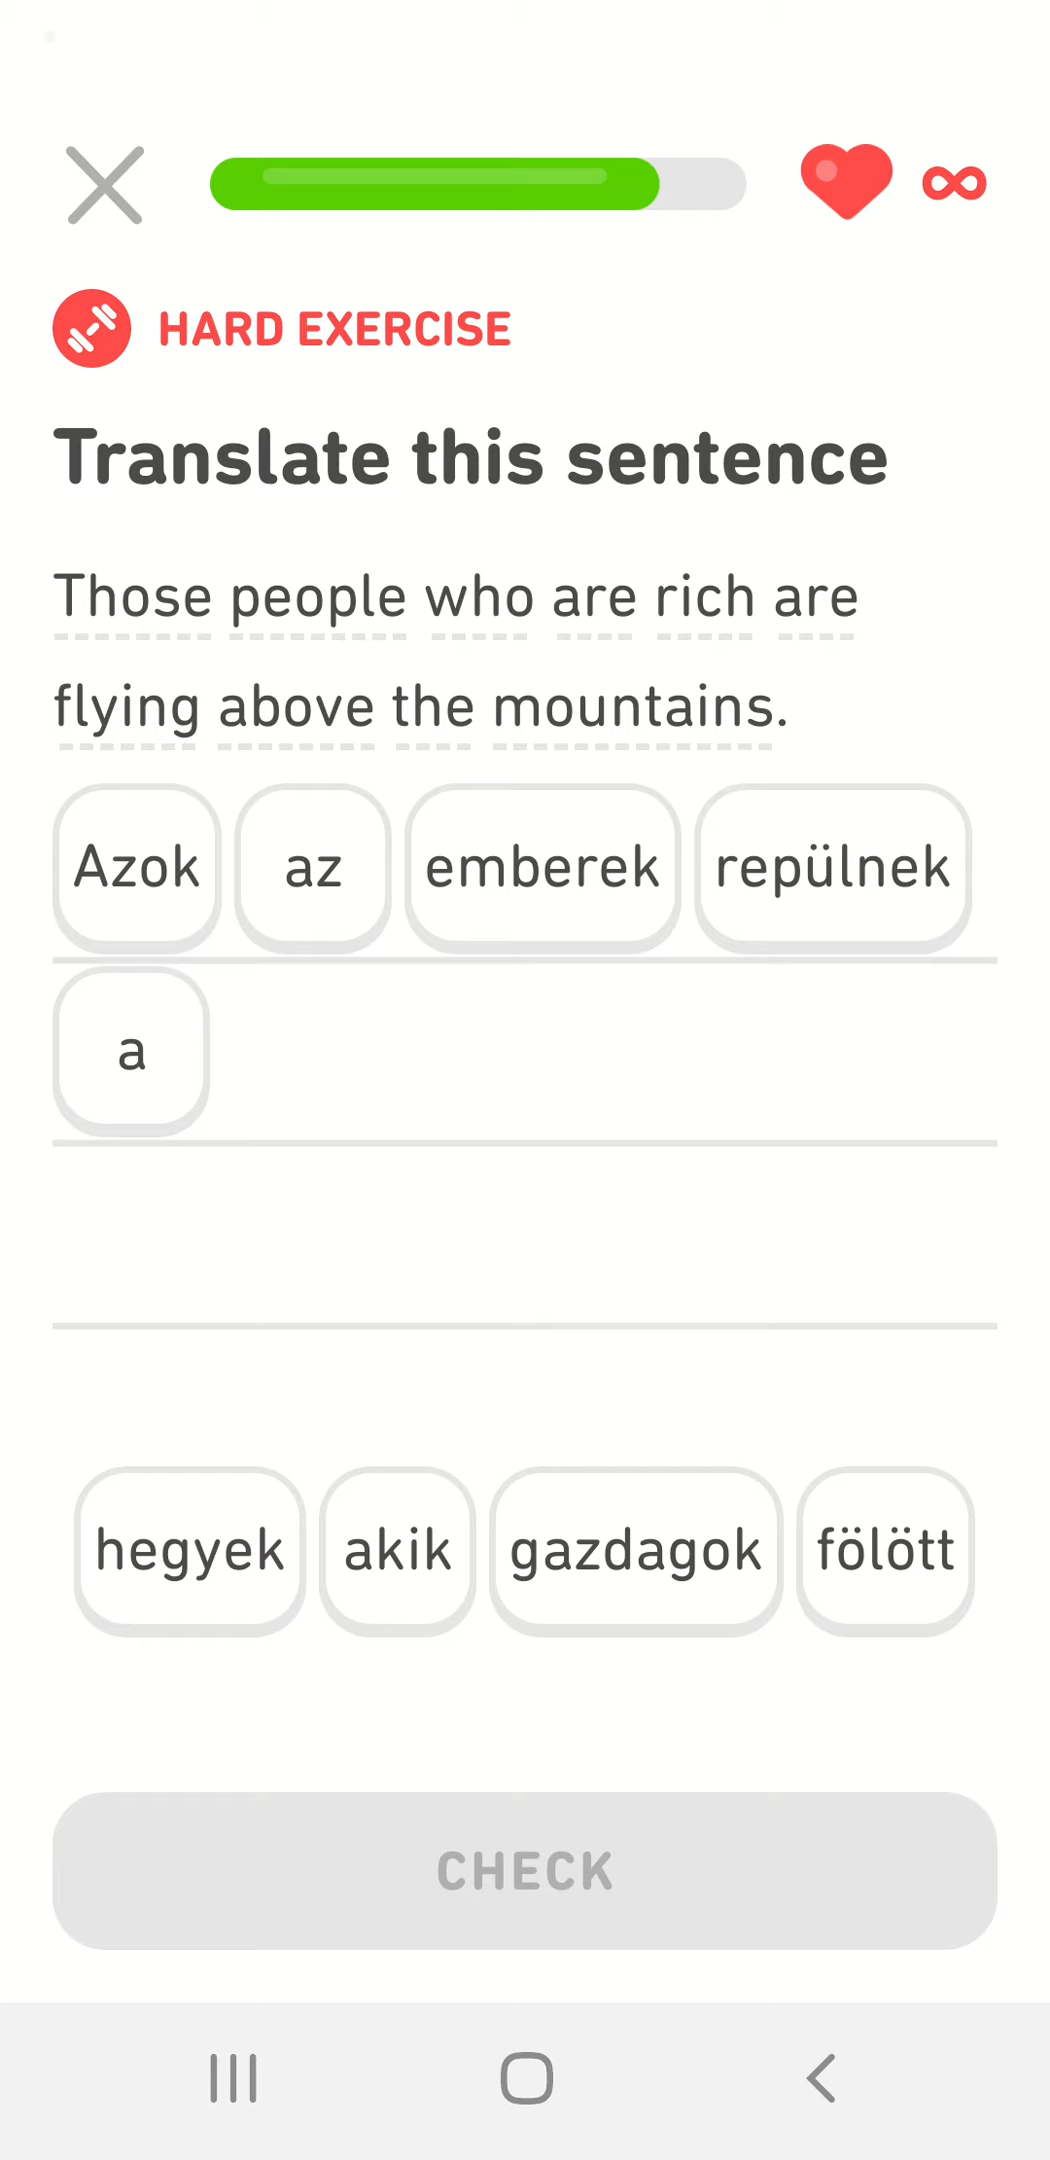 HARD EXERCISE
Translate this sentence
Those people who are rich are
flying above the mountains.
Azok az emberek repülnek
a
hegyek akik gazdagok fölött
CHECK